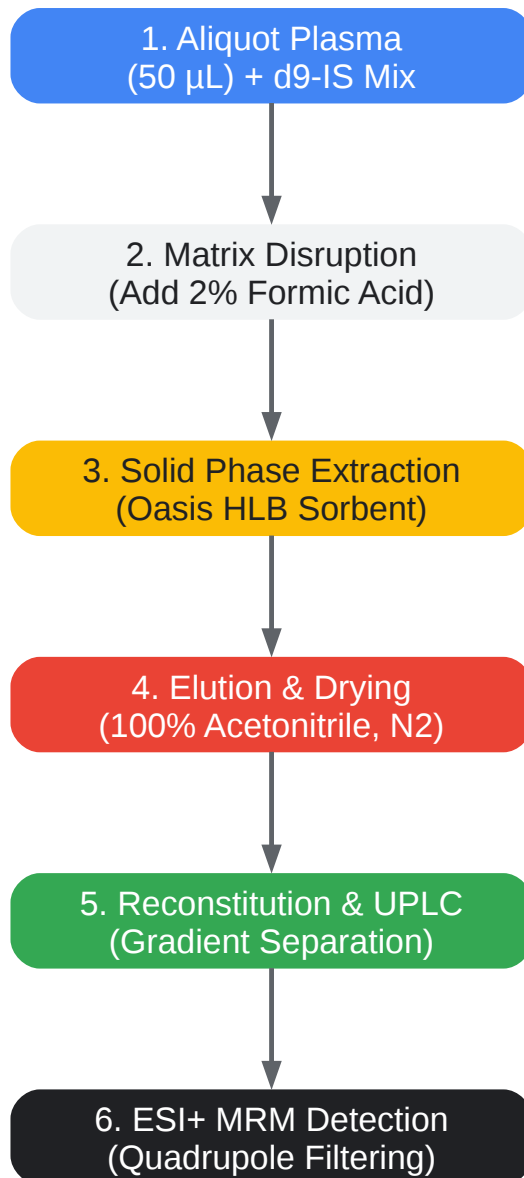 1. Aliquot Plasma
(50 µL) + d9-IS Mix
2. Matrix Disruption
(Add 2% Formic Acid)
3. Solid Phase Extraction
(Oasis HLB Sorbent)
4. Elution & Drying
(100% Acetonitrile, N2)
5. Reconstitution & UPLC
(Gradient Separation)
6. ESI+ MRM Detection
(Quadrupole Filtering)